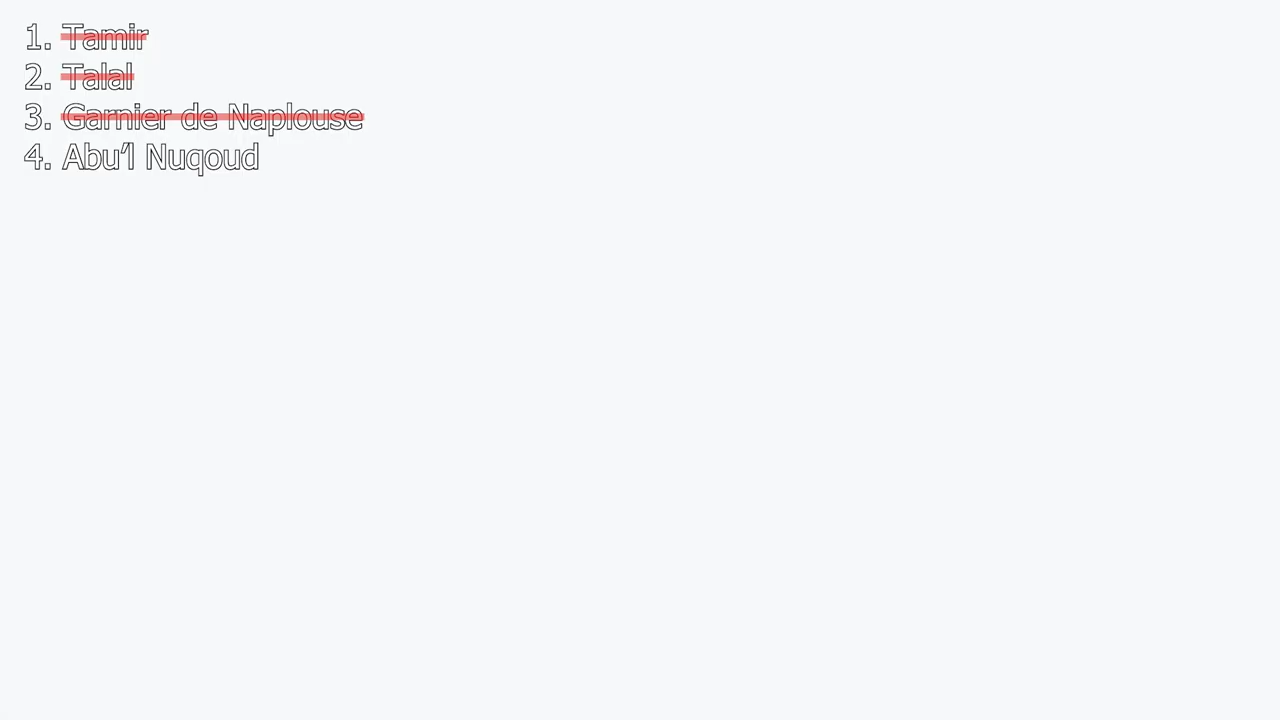 1. Tamir
2. Talal
3. Garnier de Naplouse
4. Abu’l Nuqoud